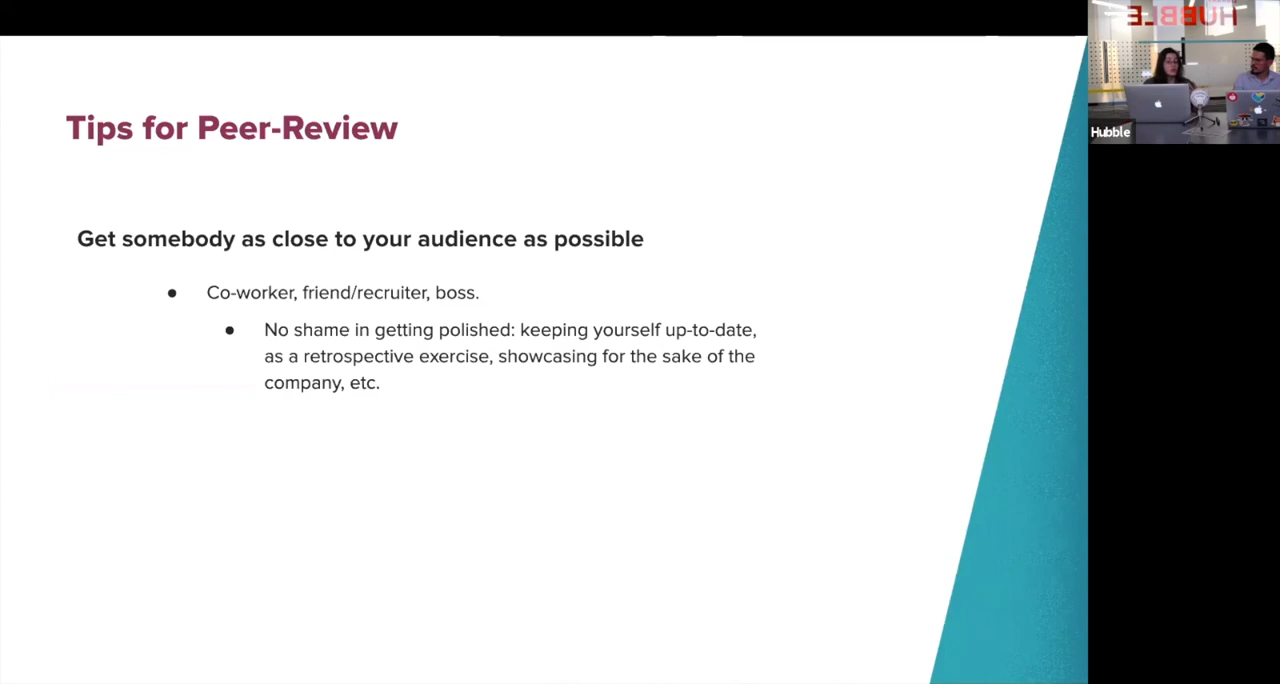 Tips for Peer-Review
Get somebody as close to your audience as possible
● Co-worker, friend/recruiter, boss.
● No shame in getting polished: keeping yourself up-to-date,
as a retrospective exercise, showcasing for the sake of the
company, etc.
HUBBLE
Hubble